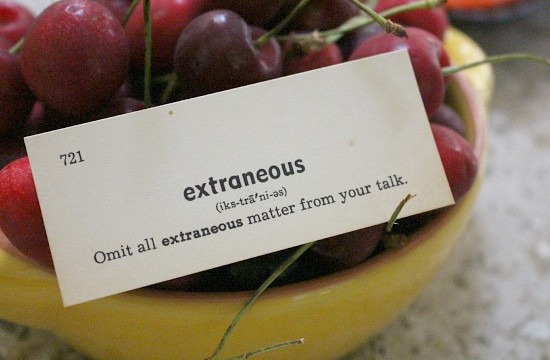 721
extraneous
(iks-trā′ni-əs)
Omit all extraneous matter from your talk.